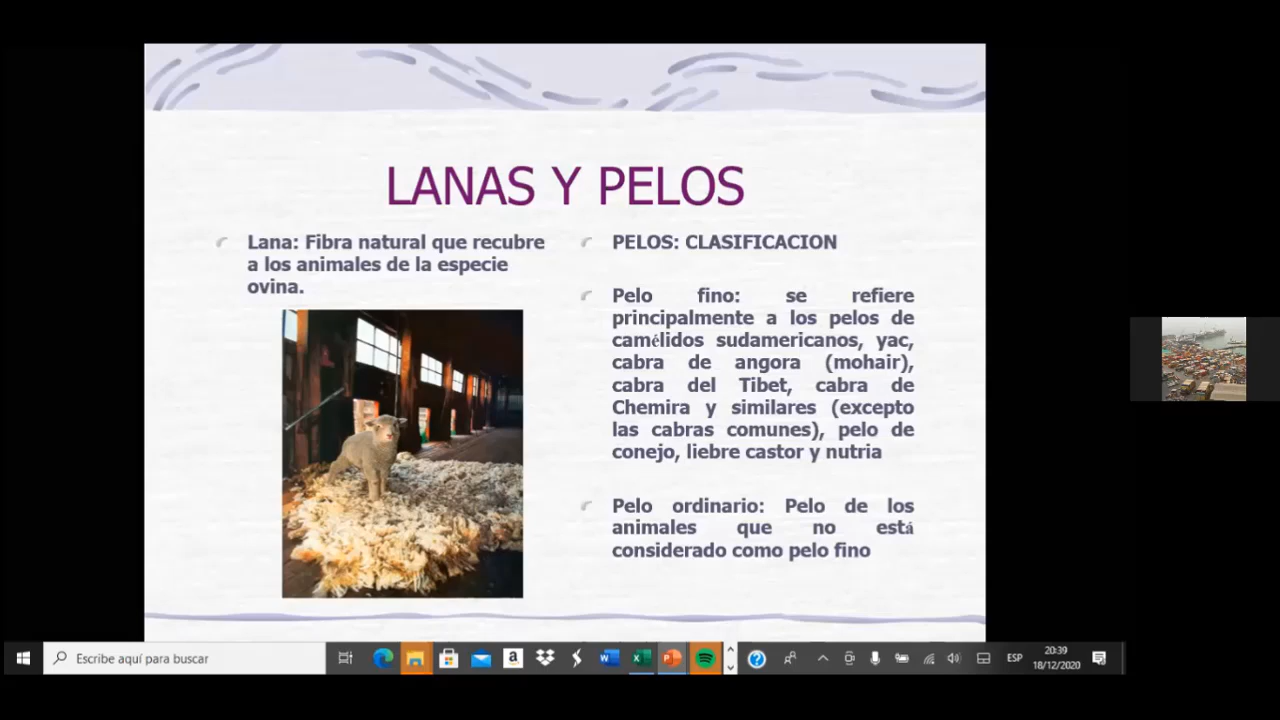 LANAS Y PELOS
Lana: Fibra natural que recubre
a los animales de la especie
ovina.
PELOS: CLASIFICACION
Pelo fino: se refiere
principalmente a los pelos de
camélidos sudamericanos, yac,
cabra de angora (mohair),
cabra del Tibet, cabra de
Chemira y similares (excepto
las cabras comunes), pelo de
conejo, liebre castor y nutria
Pelo ordinario: Pelo de los
animales que no está
considerado como pelo fino
Escribe aquí para buscar
ESP
20:39
18/12/2020